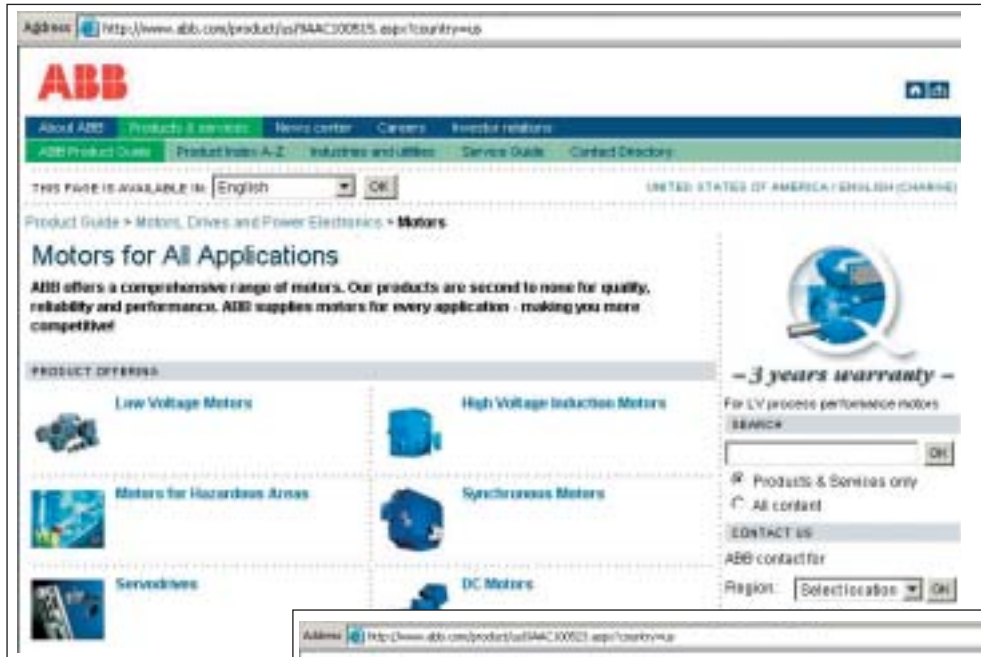 Address http://www.abb.com/product/us/9AAC100515.aspx?country=us
ABB
About ABB Products & services News center Careers Investor relations
ABB Product Guide Product Index A-Z Industries and utilities Service Guide Contact Directory
THIS PAGE IS AVAILABLE IN: English OK UNITED STATES OF AMERICA / ENGLISH (CHANGE)
Product Guide > Motors, Drives and Power Electronics > Motors
Motors for All Applications
ABB offers a comprehensive range of motors. Our products are second to none for quality,
reliability and performance. ABB supplies motors for every application - making you more
competitive!
– 3 years warranty –
For LV process performance motors
PRODUCT OFFERING
Low Voltage Motors High Voltage Induction Motors
Motors for Hazardous Areas Synchronous Motors
Servodrives DC Motors
SEARCH
OK
Products & Services only
All content
CONTACT US
ABB contact for
Region: Select location OK
Address